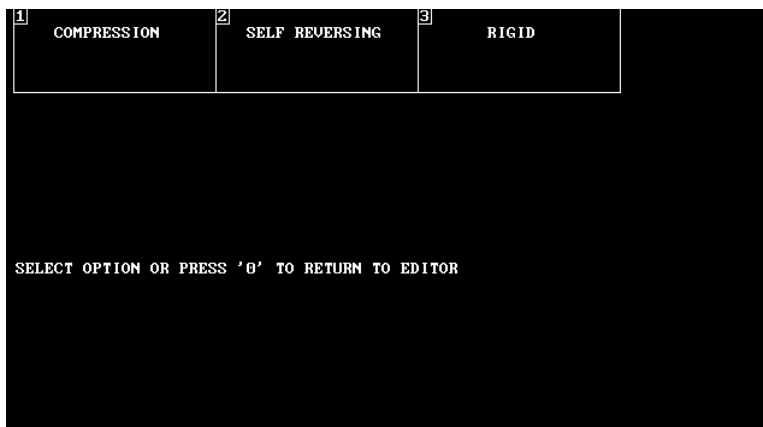 1 2 3
COMPRESSION SELF REVERSING RIGID
SELECT OPTION OR PRESS '0' TO RETURN TO EDITOR